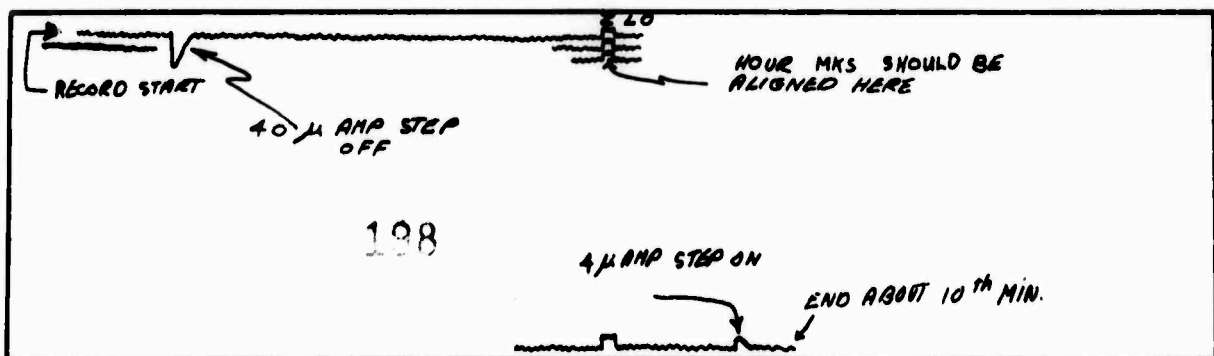 RECORD START
40 μ AMP STEP
OFF
HOUR MKS SHOULD BE
ALIGNED HERE
198
4 μ AMP STEP ON
END ABOUT 10th MIN.